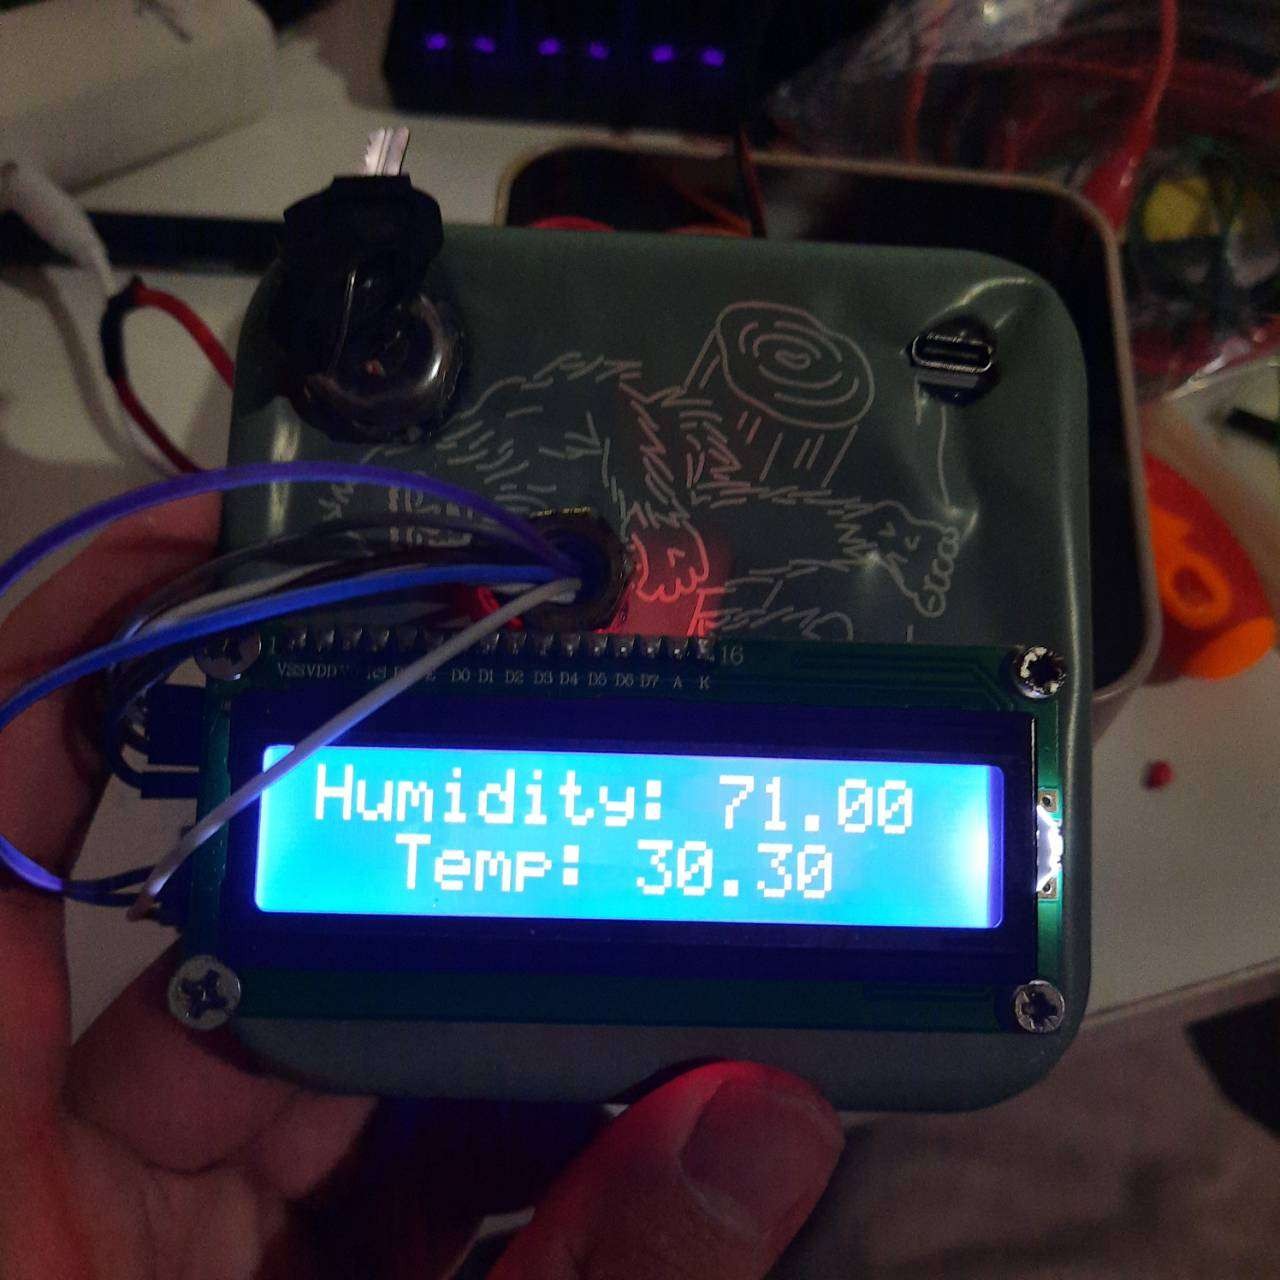 16
VSS VDD
D0 D1 D2 D3 D4 D5 D6 D7 A K
Humidity: 71.00
Temp: 30.30